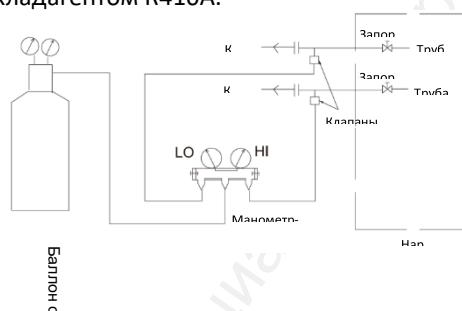 хладагентом R410A.
Запор
К
Труб
Запор
К
Труба
Клапаны
LO
HI
Манометр-
Нар
Баллон с